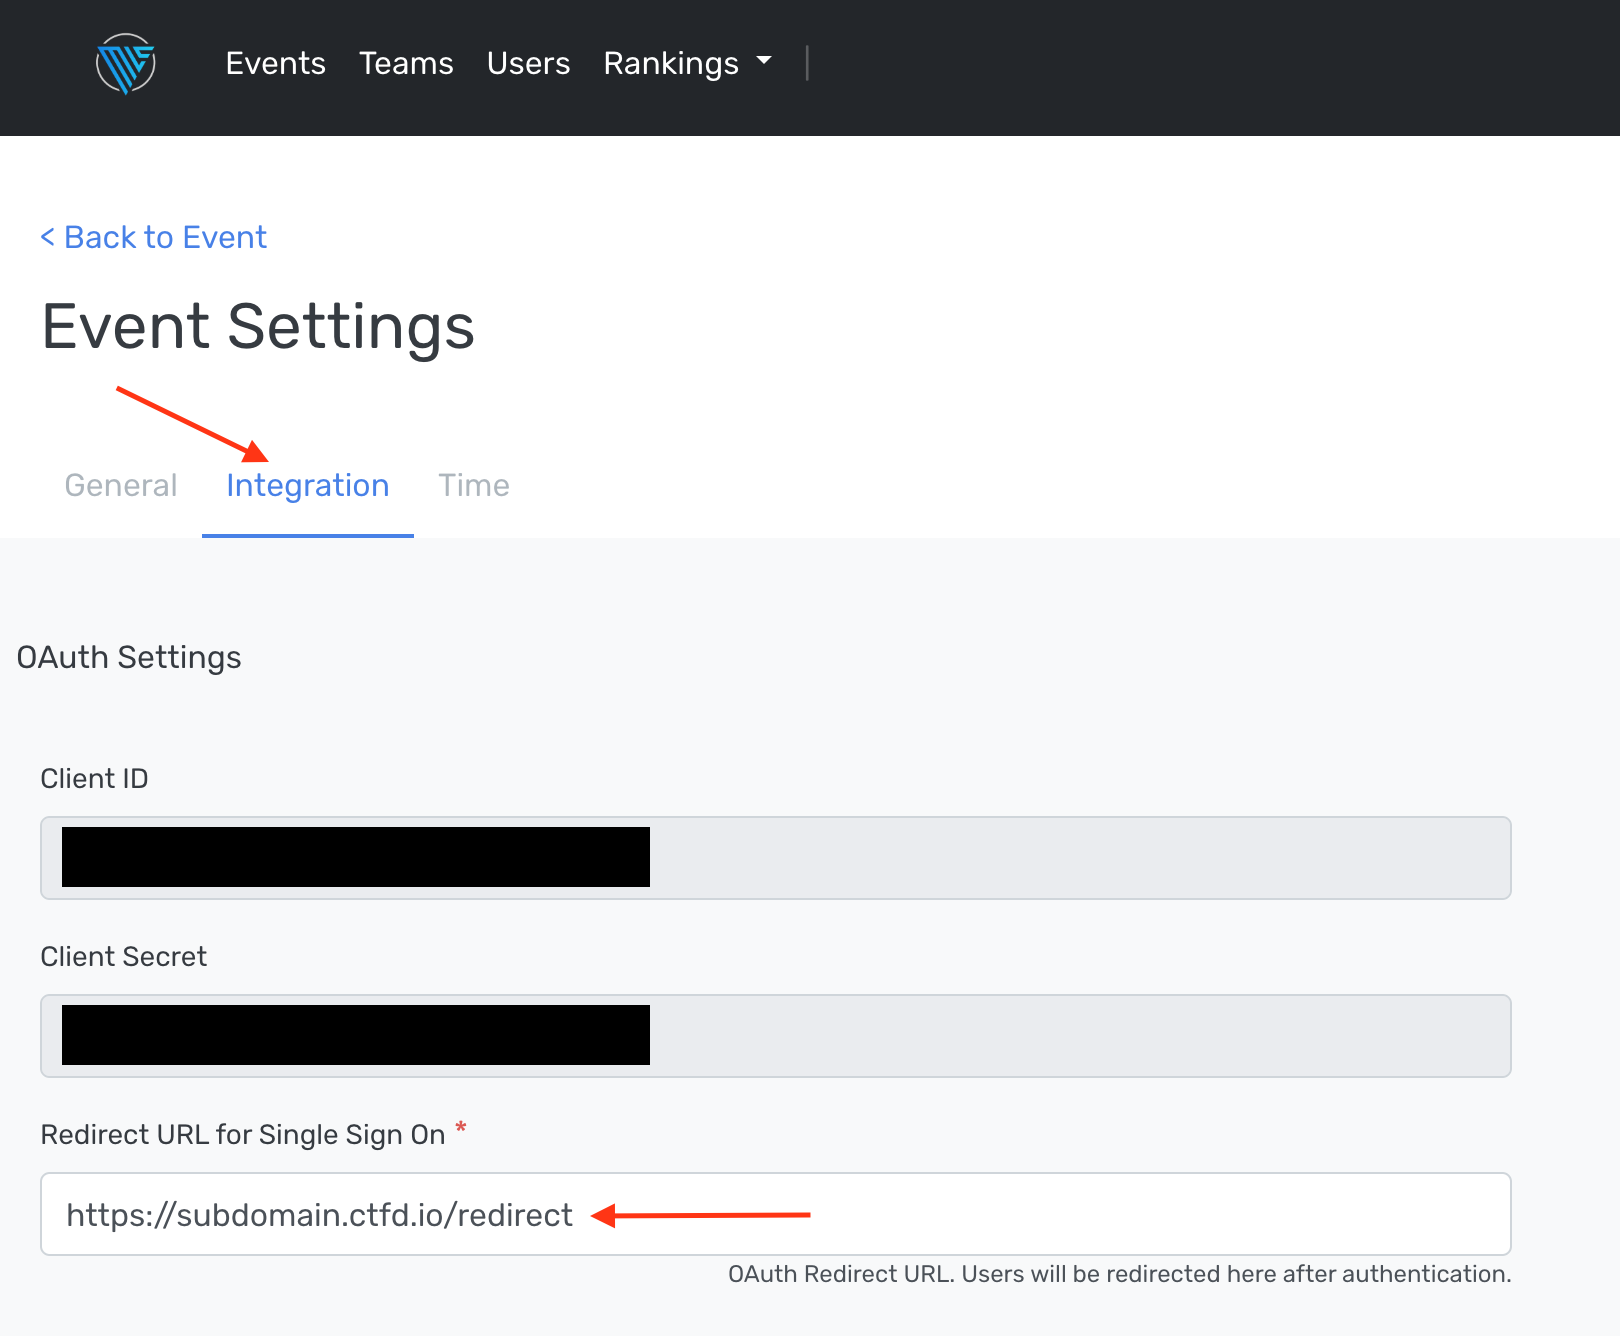 Events Teams Users Rankings
< Back to Event
Event Settings
General Integration Time
OAuth Settings
Client ID
Client Secret
Redirect URL for Single Sign On *
https://subdomain.ctfd.io/redirect
OAuth Redirect URL. Users will be redirected here after authentication.